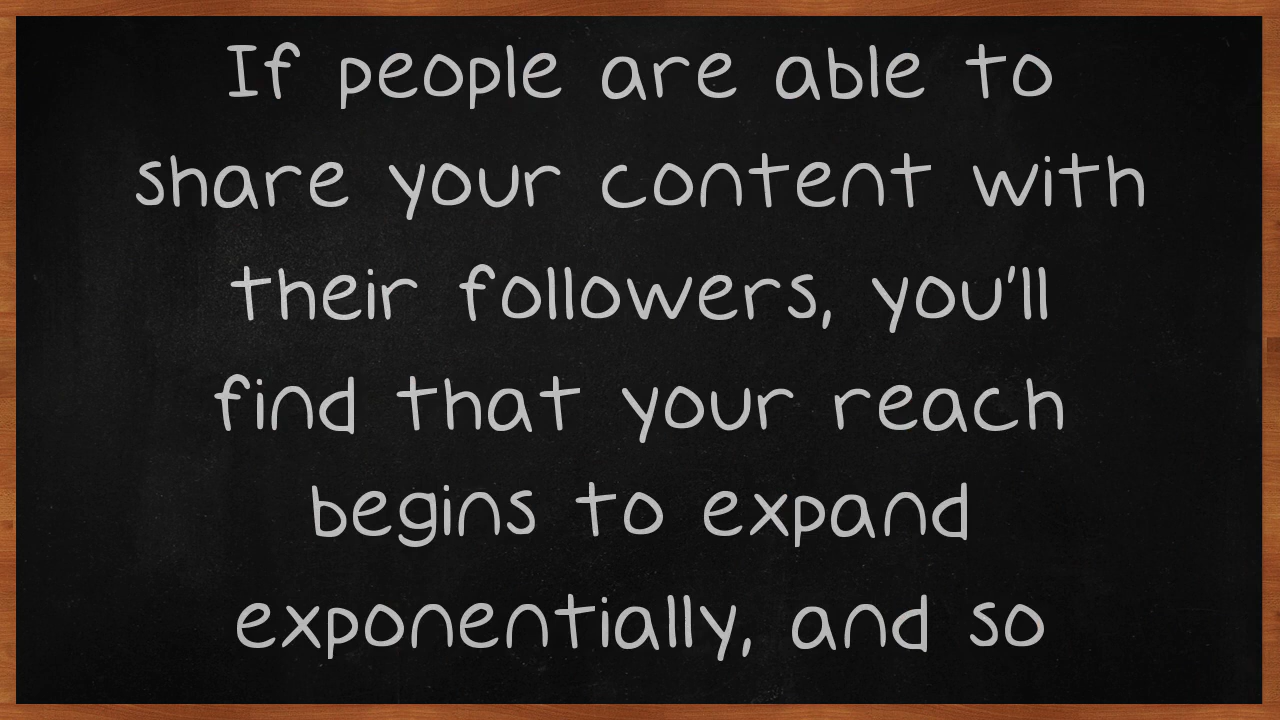 If people are able to
share your content with
their followers, you'll
find that your reach
begins to expand
exponentially, and so